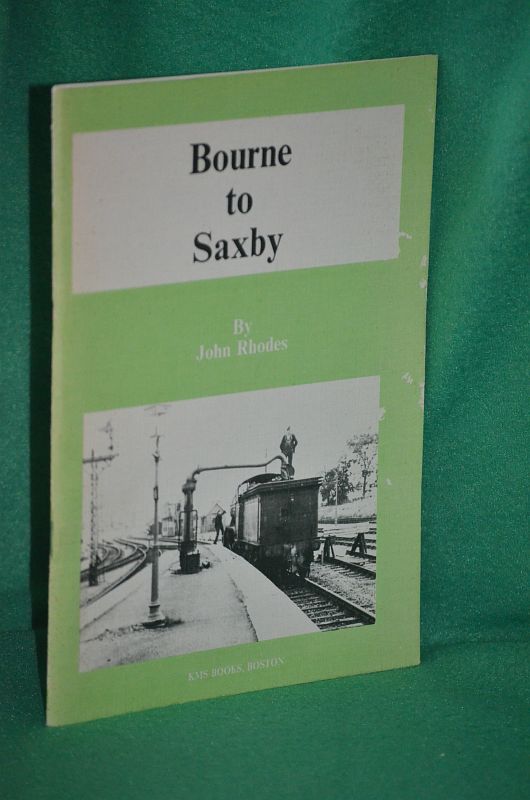 Bourne
to
Saxby
By
John Rhodes
KMS BOOKS, BOSTON